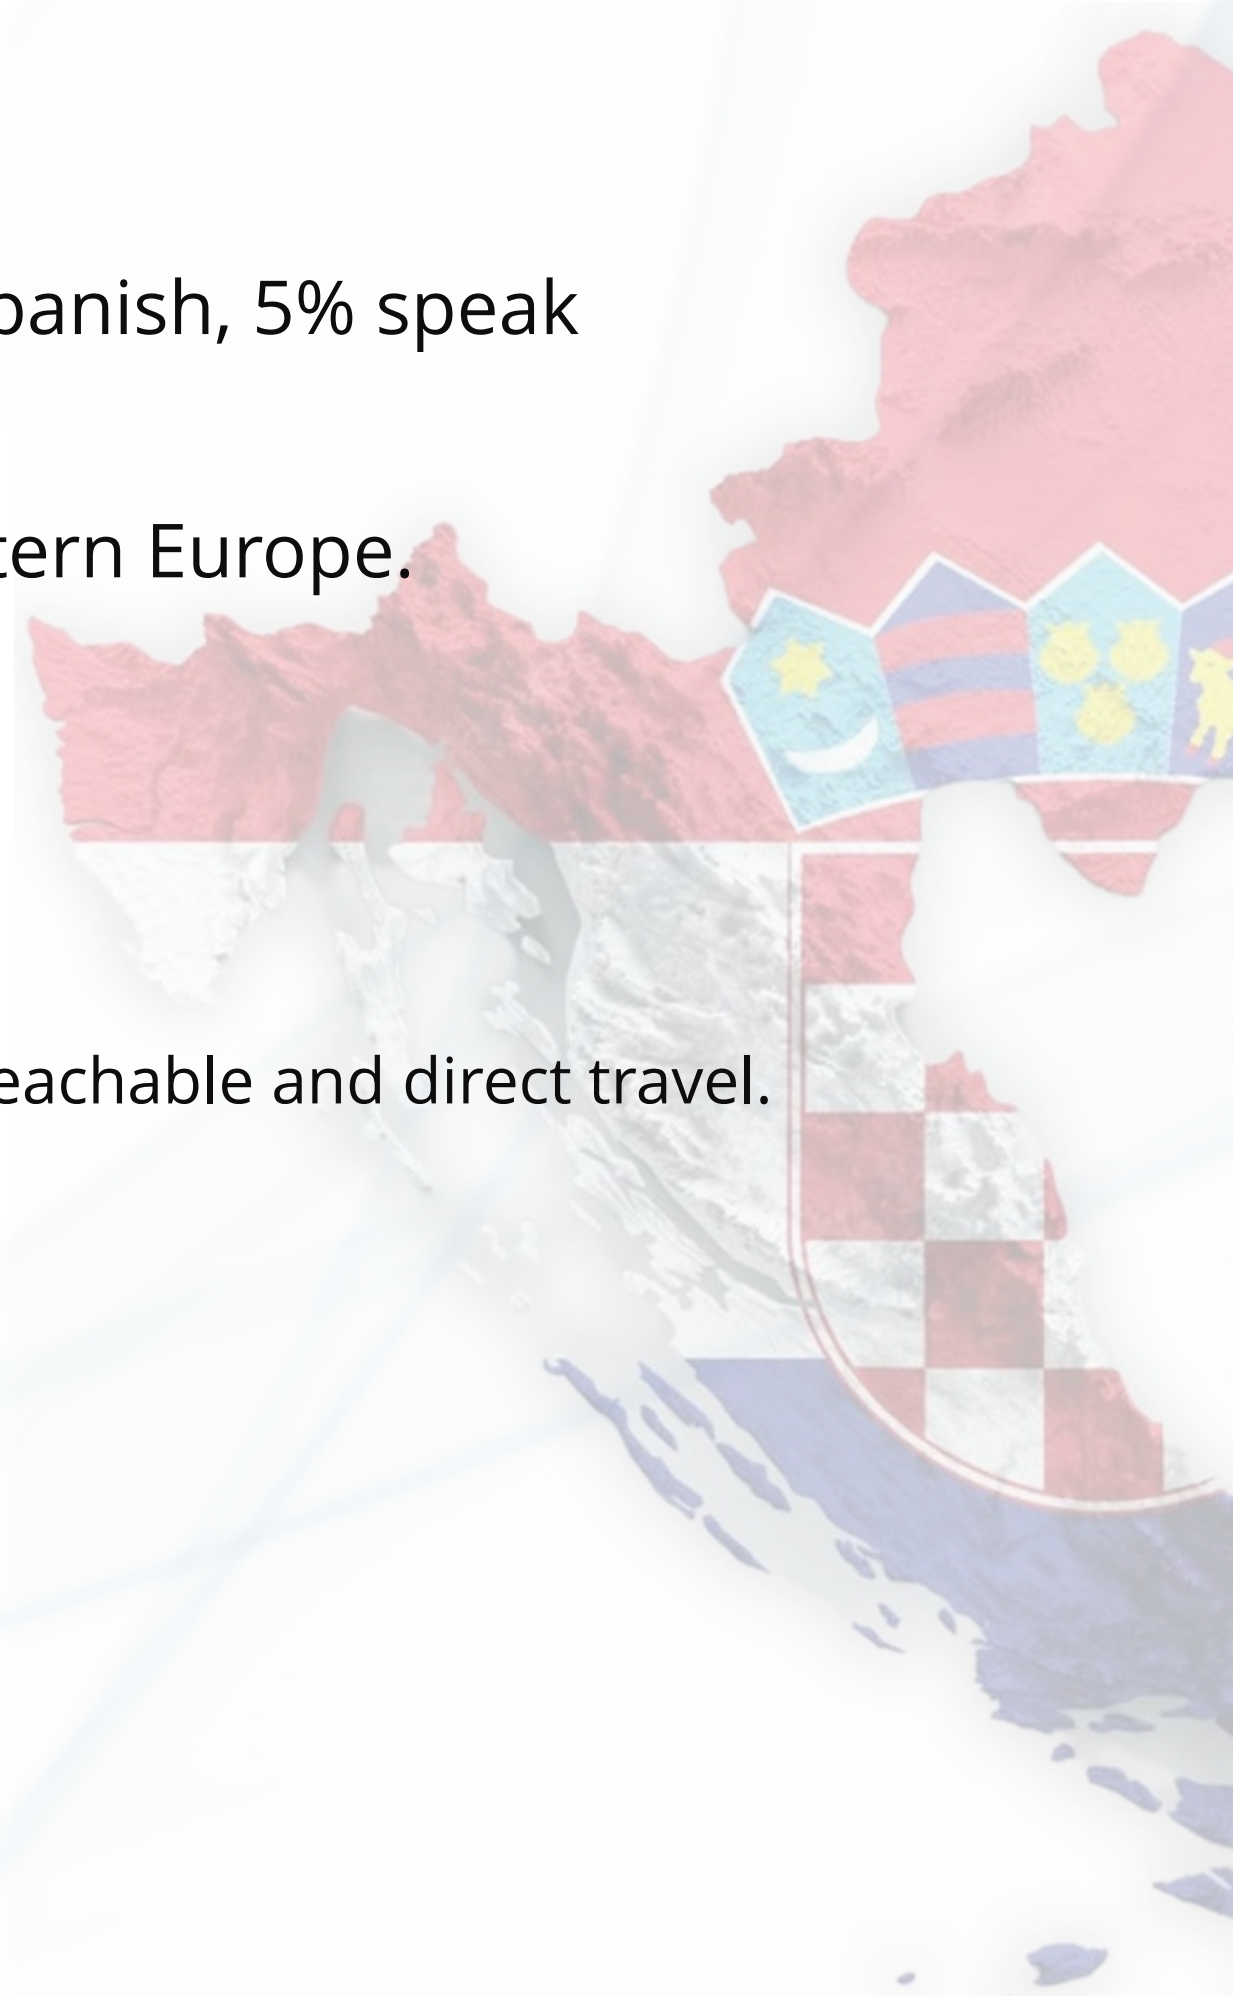 panish, 5% speak
tern Europe.
eachable and direct travel.